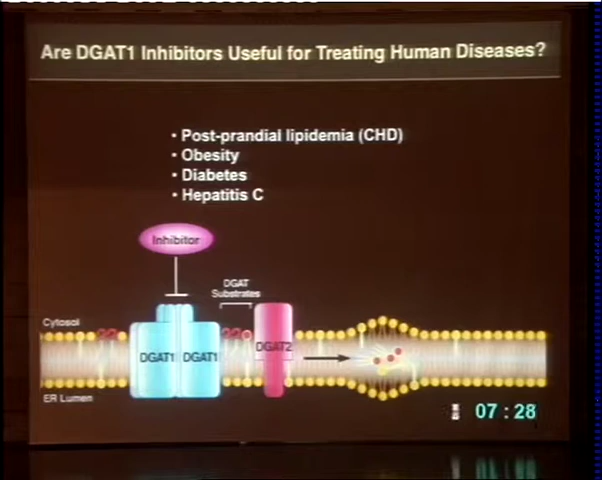 Are DGAT1 Inhibitors Useful for Treating Human Diseases?
• Post-prandial lipidemia (CHD)
• Obesity
• Diabetes
• Hepatitis C
Inhibitor
DGAT
Substrates
Cytosol
DGAT1
DGAT1
DGAT2
ER Lumen
07 : 28